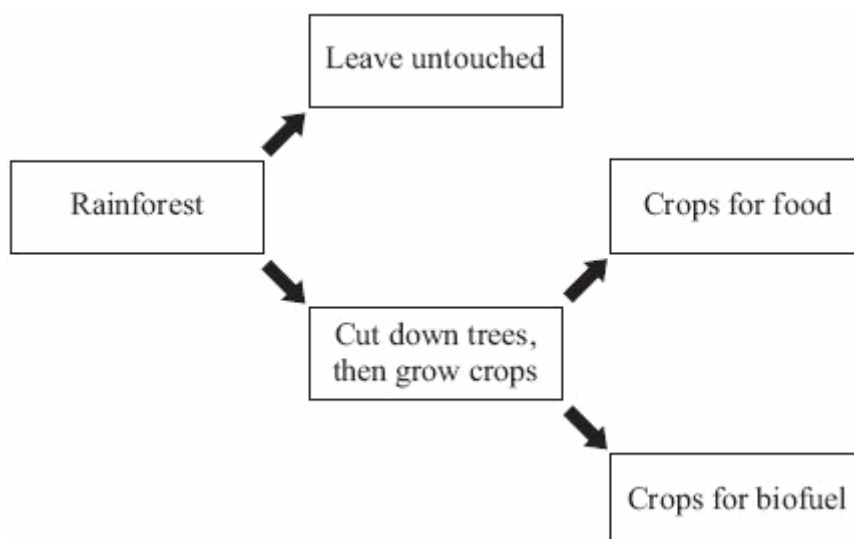 Leave untouched
Rainforest
Crops for food
Cut down trees,
then grow crops
Crops for biofuel